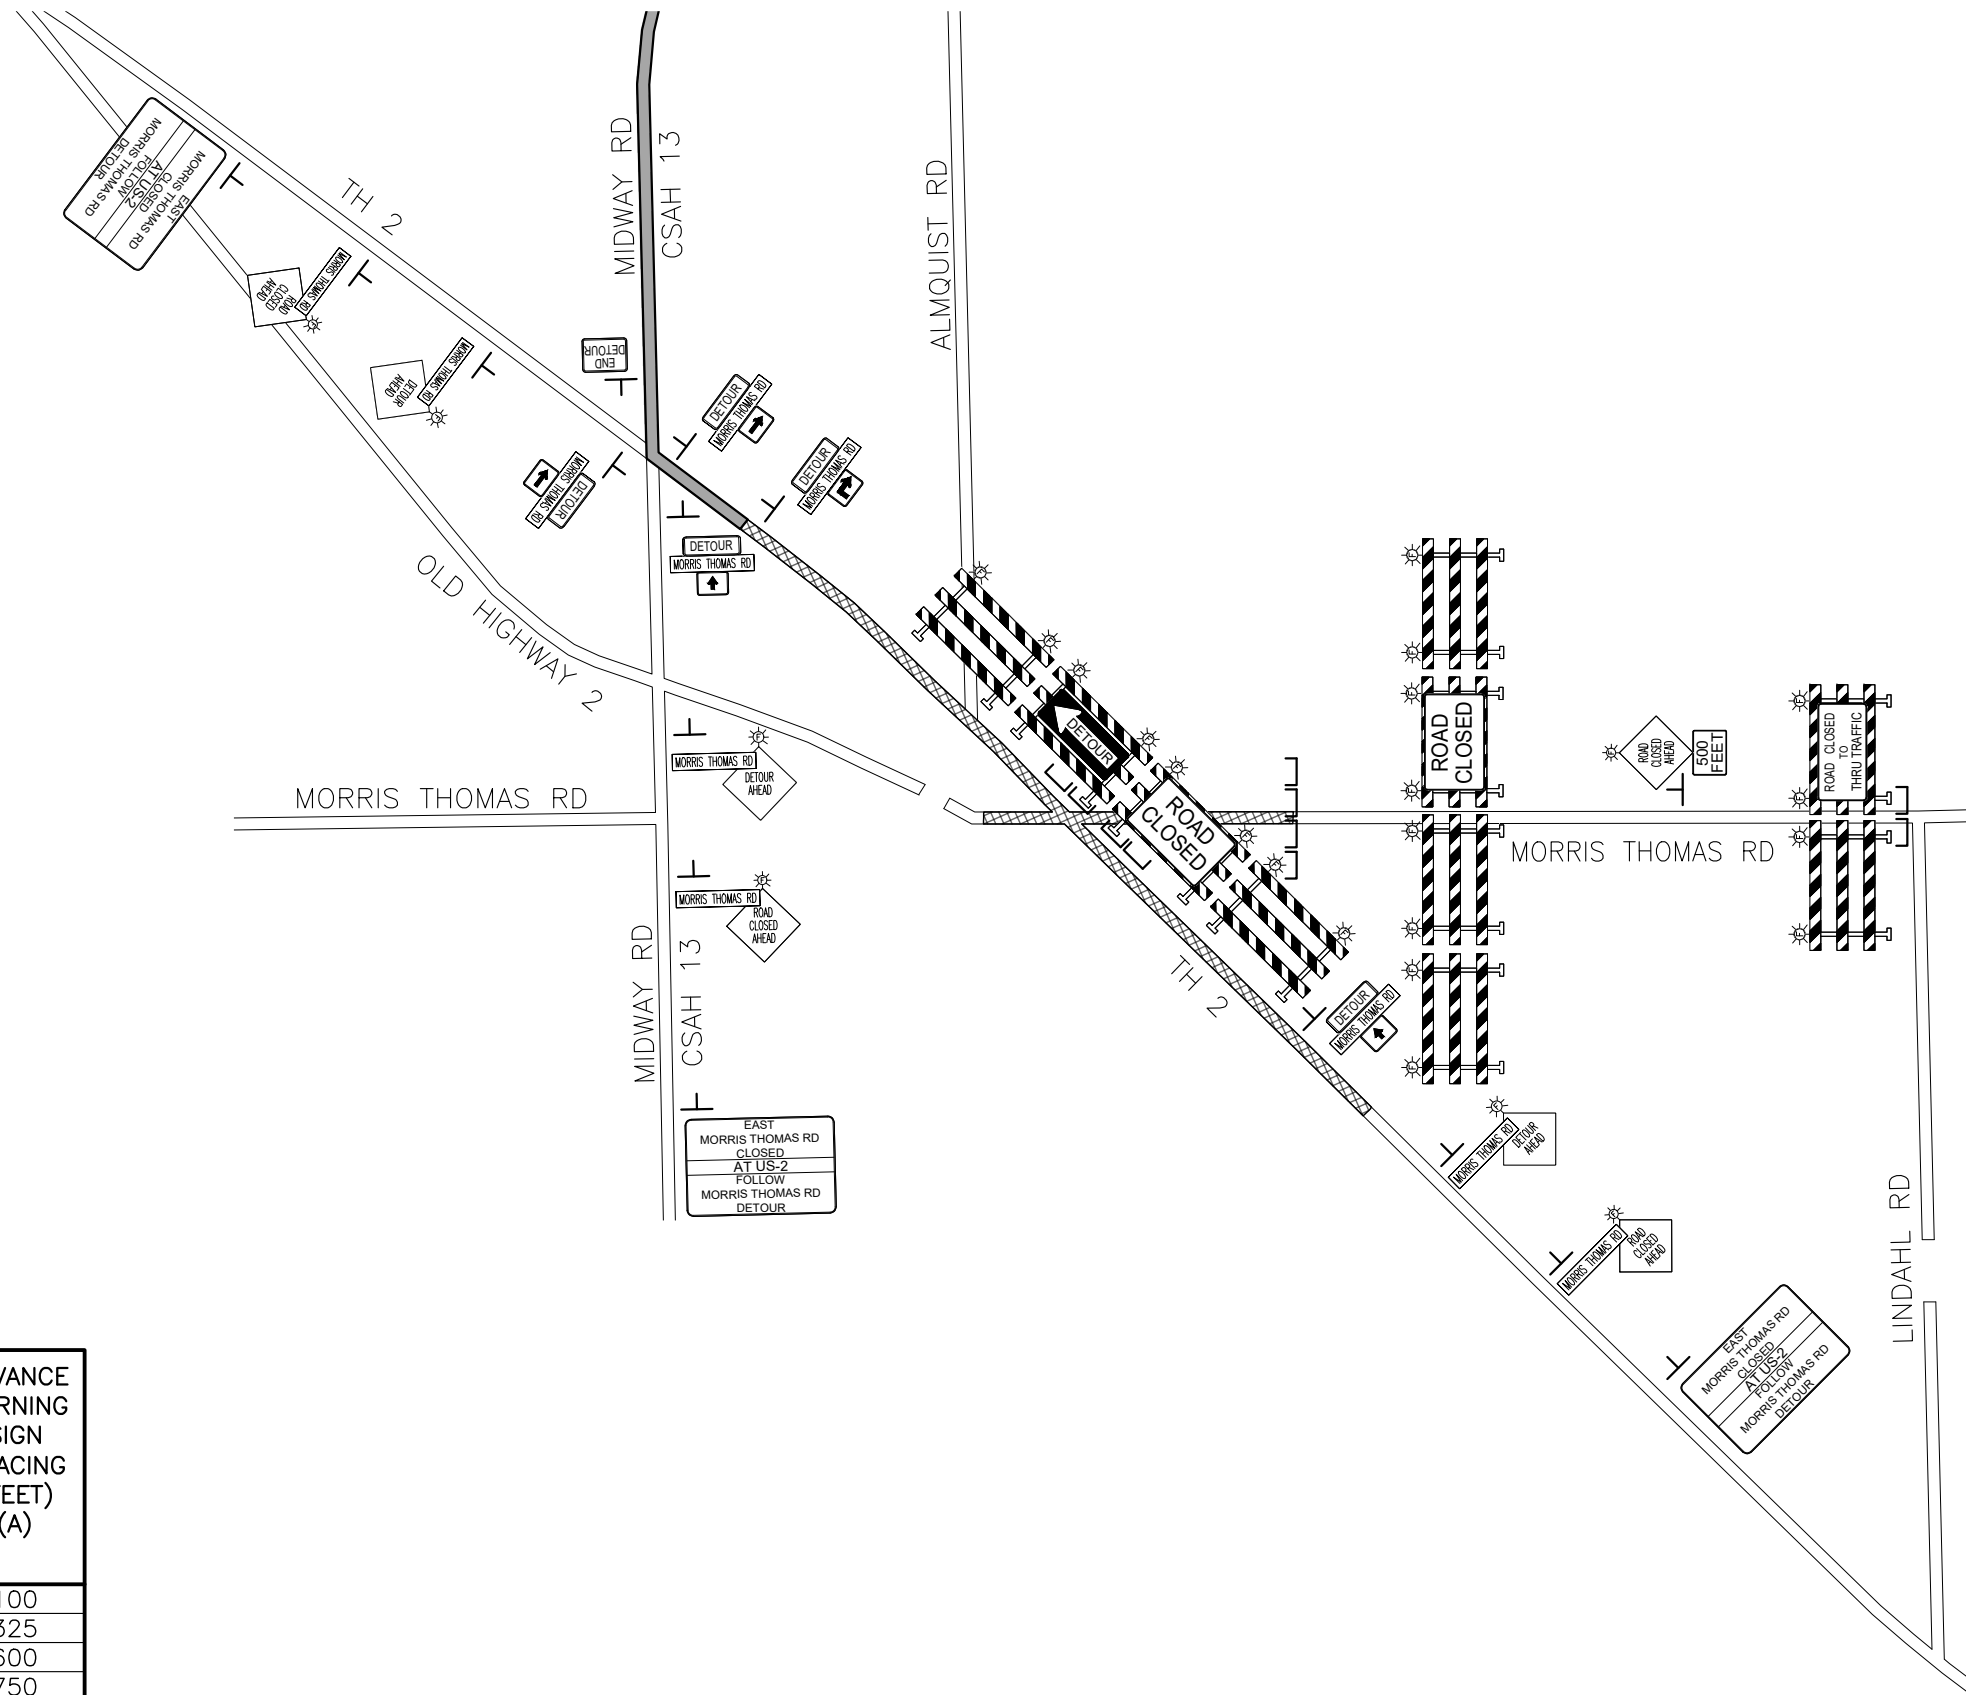 EAST
MORRIS THOMAS RD
CLOSED
AT US-2
FOLLOW
MORRIS THOMAS RD
DETOUR
TH 2
MIDWAY RD
CSAH 13
ALMQUIST RD
MORRIS THOMAS RD
ROAD
CLOSED
AHEAD
F
MORRIS THOMAS RD
DETOUR
AHEAD
F
END
DETOUR
DETOUR
MORRIS THOMAS RD
DETOUR
MORRIS THOMAS RD
DETOUR
MORRIS THOMAS RD
DETOUR
MORRIS THOMAS RD
OLD HIGHWAY 2
F
F
F
F
DETOUR
F
ROAD
CLOSED
F
F
F
F
F
F
F
ROAD
CLOSED
F
F
F
F
F
F
ROAD
CLOSED
AHEAD
500
FEET
F
F
ROAD CLOSED
TO
THRU TRAFFIC
F
F
F
MORRIS THOMAS RD
F
DETOUR
AHEAD
MORRIS THOMAS RD
MORRIS THOMAS RD
MORRIS THOMAS RD
F
ROAD
CLOSED
AHEAD
MIDWAY RD
CSAH 13
TH 2
DETOUR
MORRIS THOMAS RD
EAST
MORRIS THOMAS RD
CLOSED
AT US-2
FOLLOW
MORRIS THOMAS RD
DETOUR
F
MORRIS THOMAS RD
DETOUR
AHEAD
F
MORRIS THOMAS RD
ROAD
CLOSED
AHEAD
LINDAHL RD
EAST
MORRIS THOMAS RD
CLOSED
AT US-2
FOLLOW
MORRIS THOMAS RD
DETOUR
VANCE
RNING
SIGN
ACING
EET)
(A)
100
325
600
750